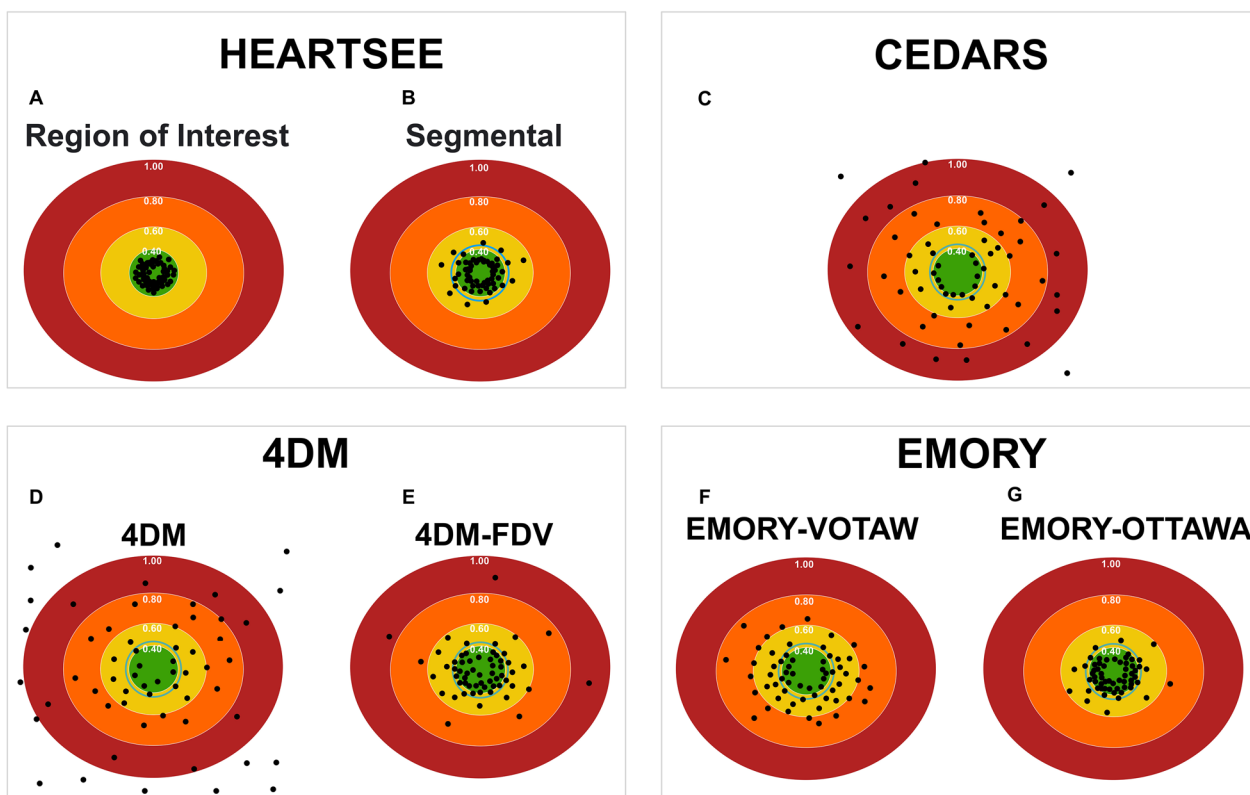 HEARTSEE
A
B
Region of Interest
Segmental
1.00
0.80
0.60
0.40
1.00
0.80
0.60
0.40
CEDARS
C
1.00
0.80
0.60
0.40
4DM
D
E
4DM
4DM-FDV
1.00
0.80
0.60
0.40
1.00
0.80
0.60
0.40
EMORY
F
G
EMORY-VOTAW
EMORY-OTTAWA
1.00
0.80
0.60
0.40
1.00
0.80
0.60
0.40